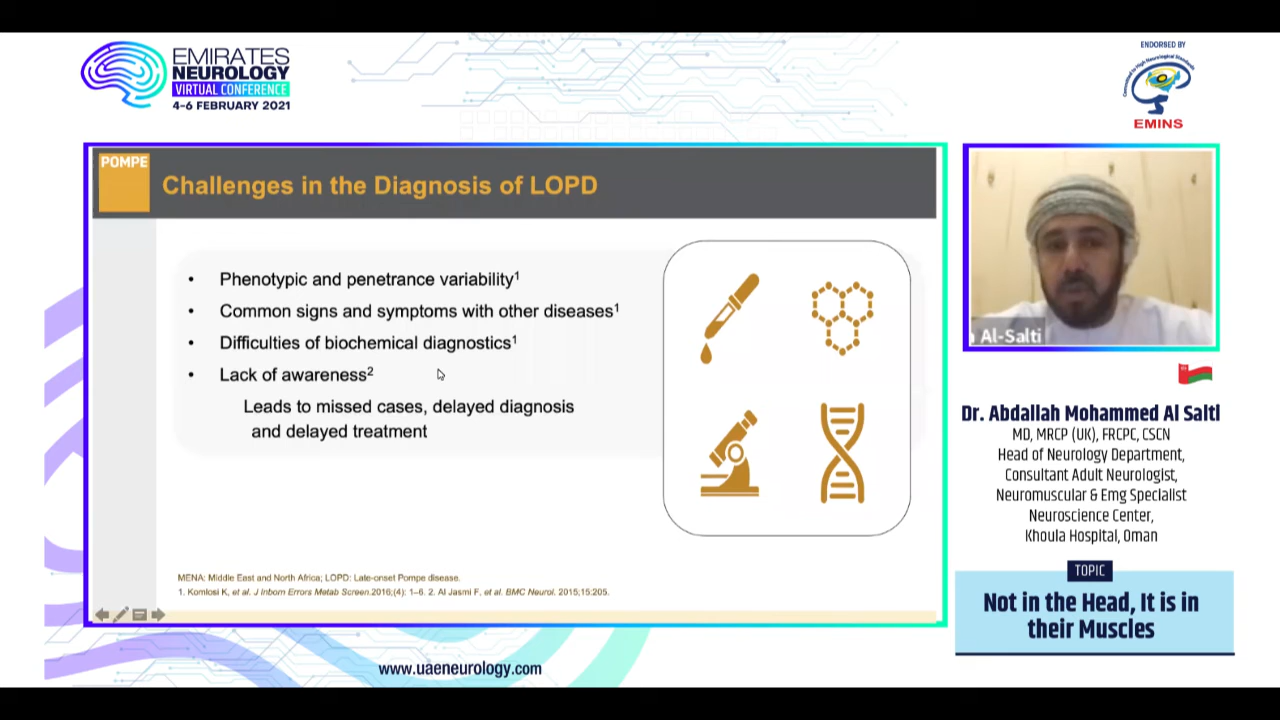 EMIRATES
NEUROLOGY
VIRTUAL CONFERENCE
4-6 FEBRUARY 2021
ENDORSED BY
Committed to High Neurological Standards
EMINS
POMPE
Challenges in the Diagnosis of LOPD
• Phenotypic and penetrance variability¹
• Common signs and symptoms with other diseases¹
• Difficulties of biochemical diagnostics¹
• Lack of awareness²
Leads to missed cases, delayed diagnosis
and delayed treatment
MENA: Middle East and North Africa; LOPD: Late-onset Pompe disease.
1. Komlosi K, et al. J Inborn Errors Metab Screen.2016;(4): 1–6. 2. Al Jasmi F, et al. BMC Neurol. 2015;15:205.
Al-Salti
Dr. Abdallah Mohammed Al Saltl
MD, MRCP (UK), FRCPC, CSCN
Head of Neurology Department,
Consultant Adult Neurologist,
Neuromuscular & Emg Specialist
Neuroscience Center,
Khoula Hospital, Oman
TOPIC
Not in the Head, It is in
their Muscles
www.uaeneurology.com